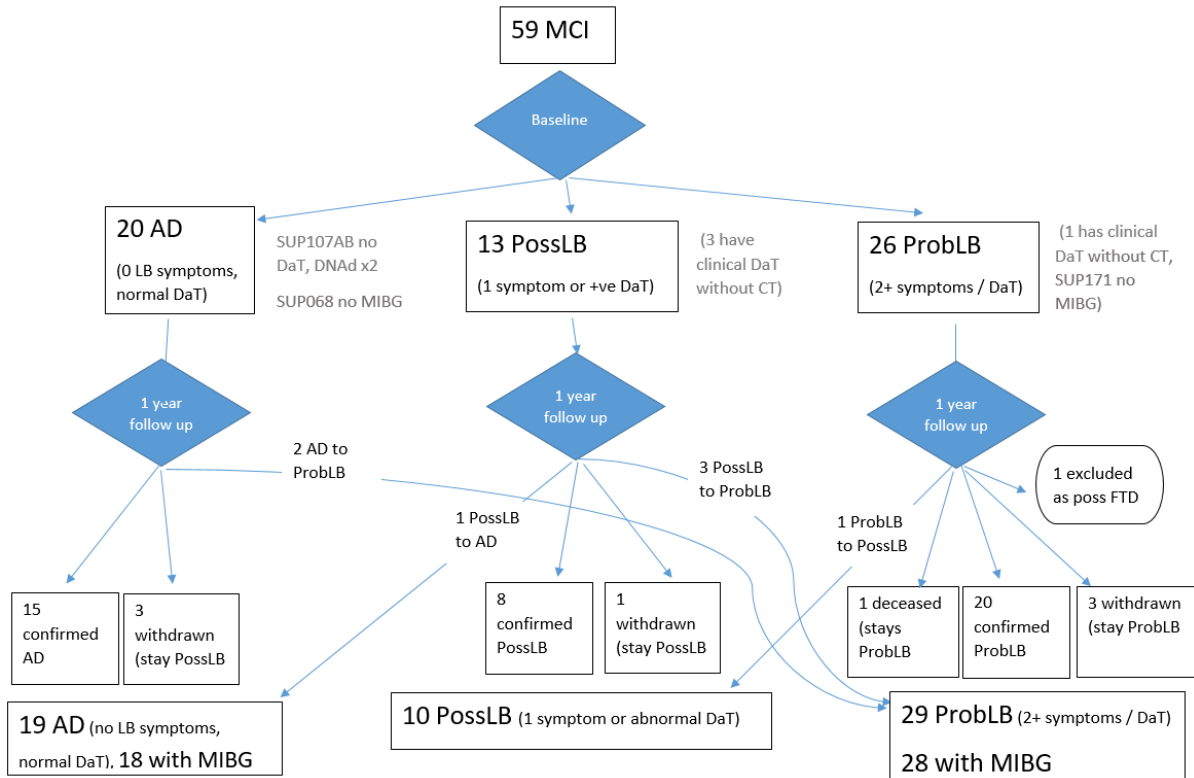 59 MCI
Baseline
20 AD
(0 LB symptoms,
normal DaT)
SUP107AB no
DaT, DNAd x2
SUP068 no MIBG
13 PossLB
(1 symptom or +ve DaT)
(3 have
clinical DaT
without CT)
26 ProbLB
(2+ symptoms / DaT)
(1 has clinical
DaT without CT,
SUP171 no
MIBG)
1 year
follow up
1 year
follow up
1 year
follow up
2 AD to
ProbLB
1 PossLB
to AD
3 PossLB
to ProbLB
1 ProbLB
to PossLB
1 excluded
as poss FTD
15
confirmed
AD
3
withdrawn
(stay PossLB
8
confirmed
PossLB
1
withdrawn
(stay PossLB
1 deceased
(stays
ProbLB
20
confirmed
ProbLB
3 withdrawn
(stay ProbLB
19 AD (no LB symptoms,
normal DaT), 18 with MIBG
10 PossLB (1 symptom or abnormal DaT)
29 ProbLB (2+ symptoms / DaT)
28 with MIBG